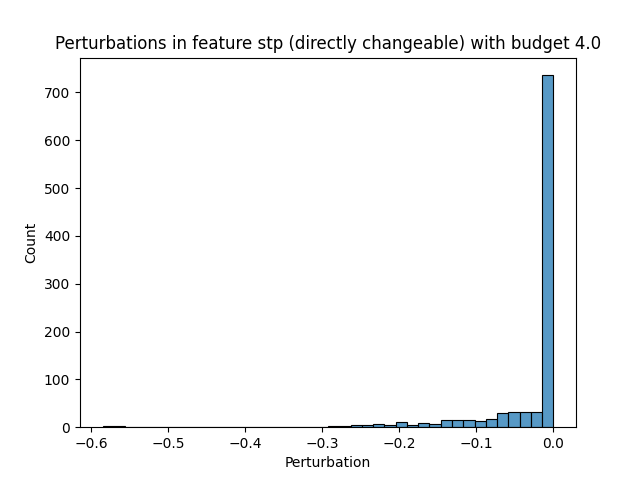 Perturbations in feature stp (directly changeable) with budget 4.0
700
600
500
400
300
200
100
0
Count
−0.6 −0.5 −0.4 −0.3 −0.2 −0.1 0.0
Perturbation